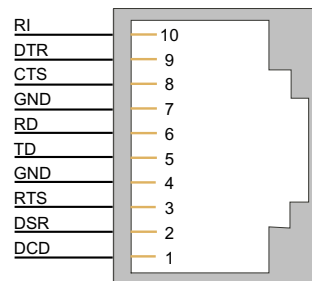 RI 10
DTR 9
CTS 8
GND 7
RD 6
TD 5
GND 4
RTS 3
DSR 2
DCD 1